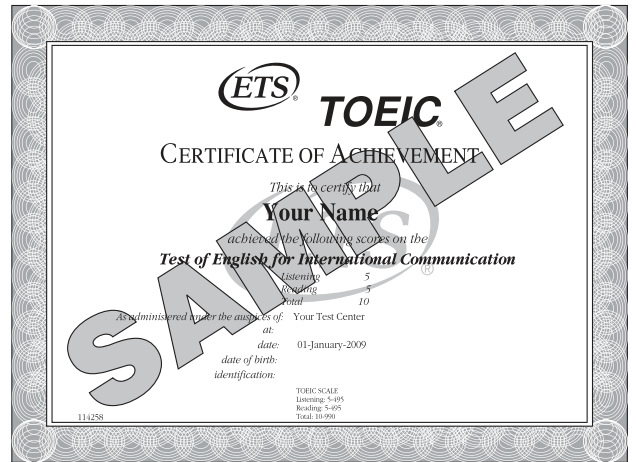 ETS®
TOEIC®
CERTIFICATE OF ACHIEVEMENT
This is to certify that
Your Name
achieved the following scores on the
Test of English for International Communication
Listening 5
Reading 5
Total 10
As administered under the auspices of: Your Test Center
at:
date: 01-January-2009
date of birth:
identification:
TOEIC SCALE
Listening: 5-495
Reading: 5-495
Total: 10-990
114258
SAMPLE
ETS®